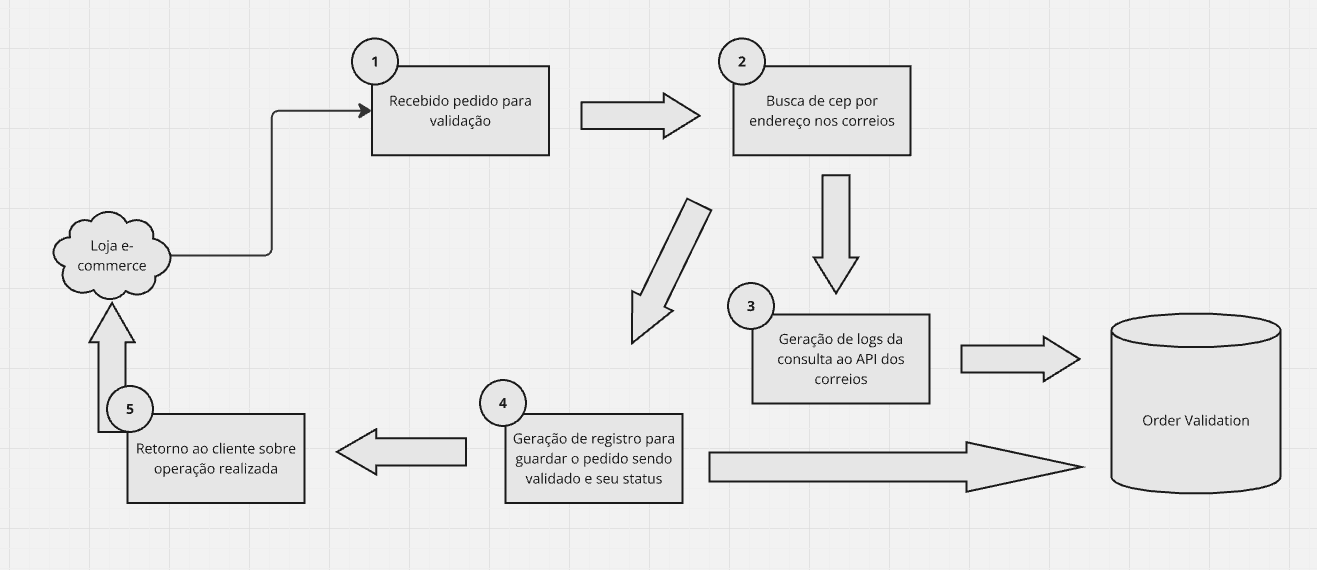 1
Recebido pedido para
validação
2
Busca de cep por
endereço nos correios
Loja e-
commerce
3
Geração de logs da
consulta ao API dos
correios
Order Validation
4
Geração de registro para
guardar o pedido sendo
validado e seu status
5
Retorno ao cliente sobre
operação realizada